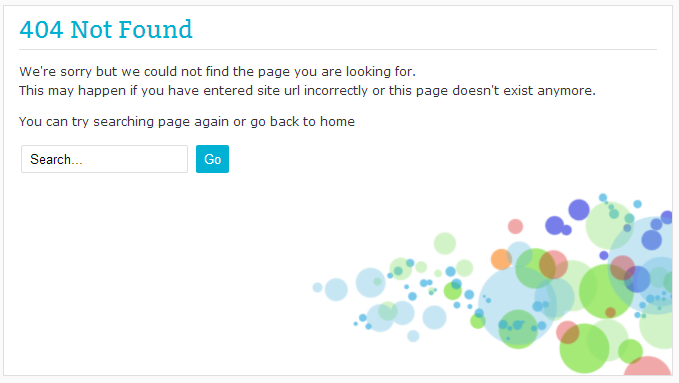 404 Not Found
We're sorry but we could not find the page you are looking for.
This may happen if you have entered site url incorrectly or this page doesn't exist anymore.
You can try searching page again or go back to home
Search... Go